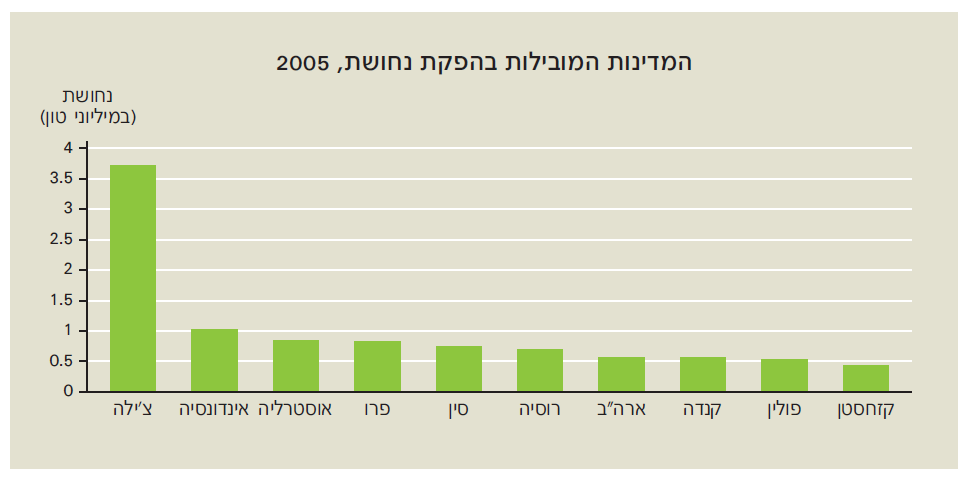 המדינות המובילות בהפקת נחושת, 2005
נחושת
(במיליוני טון)
4
3.5
3
2.5
2
1.5
1
0.5
0
צ'ילה אינדונסיה אוסטרליה פרו סין רוסיה ארה"ב קנדה פולין קזחסטן